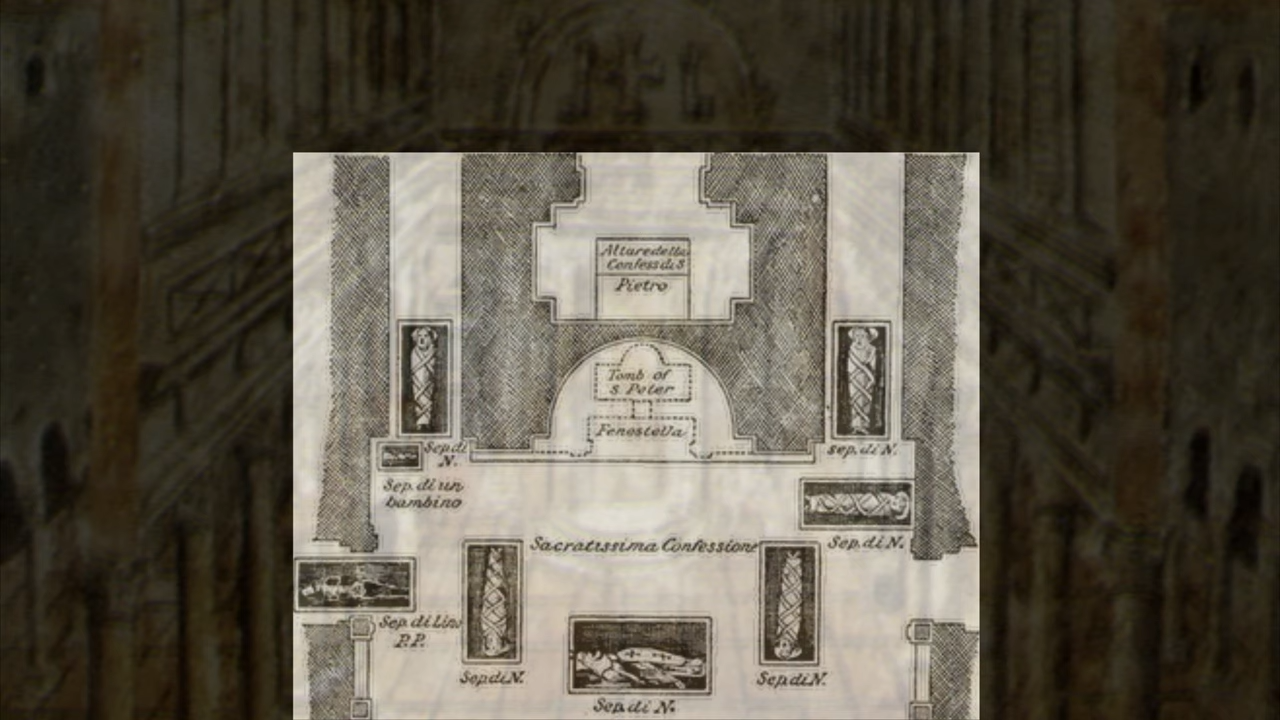 Altare della
Confess di S
Pietro
Tomb of
S. Peter
Fenestella
Sep. di
N.
sep. di N.
Sep. di un
bambino
Sacratissima Confessione
Sep. di N.
Sep. di Lino
P.P.
Sep. di N.
Sep. di N.
Sep. di N.